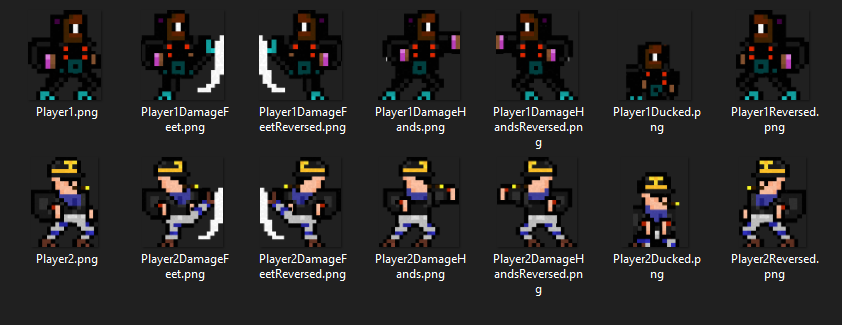 Player1.png
Player1DamageF
eet.png
Player1DamageF
eetReversed.png
Player1DamageH
ands.png
Player1DamageH
andsReversed.pn
g
Player1Ducked.p
ng
Player1Reversed.
png
Player2.png
Player2DamageF
eet.png
Player2DamageF
eetReversed.png
Player2DamageH
ands.png
Player2DamageH
andsReversed.pn
g
Player2Ducked.p
ng
Player2Reversed.
png